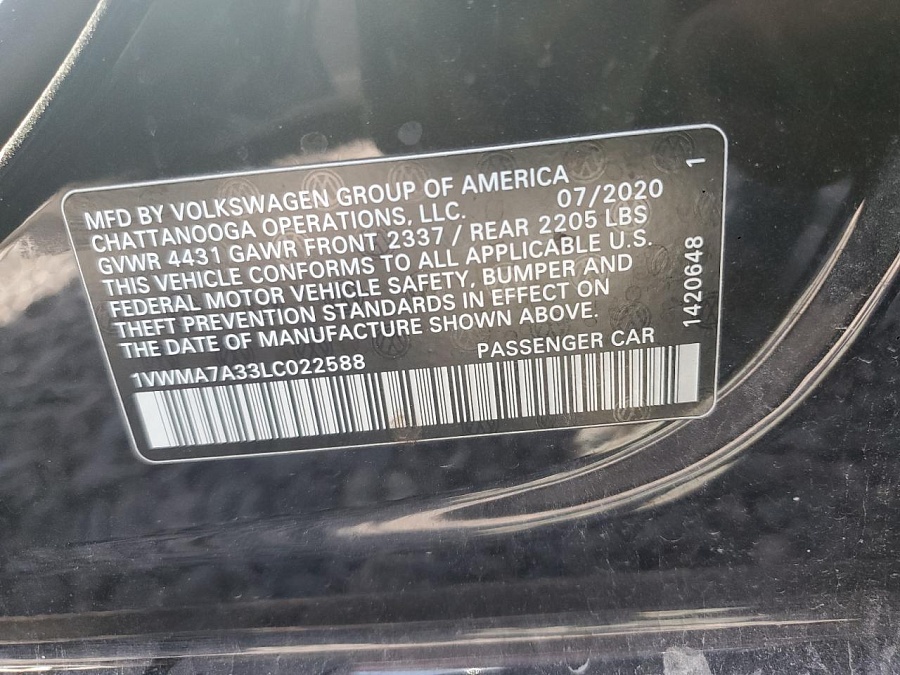 MFD BY VOLKSWAGEN GROUP OF AMERICA
CHATTANOOGA OPERATIONS, LLC. 07/2020
GVWR 4431 GAWR FRONT 2337 / REAR 2205 LBS
THIS VEHICLE CONFORMS TO ALL APPLICABLE U.S.
FEDERAL MOTOR VEHICLE SAFETY, BUMPER AND
THEFT PREVENTION STANDARDS IN EFFECT ON
THE DATE OF MANUFACTURE SHOWN ABOVE.
1VWMA7A33LC022588 PASSENGER CAR
1420648 1